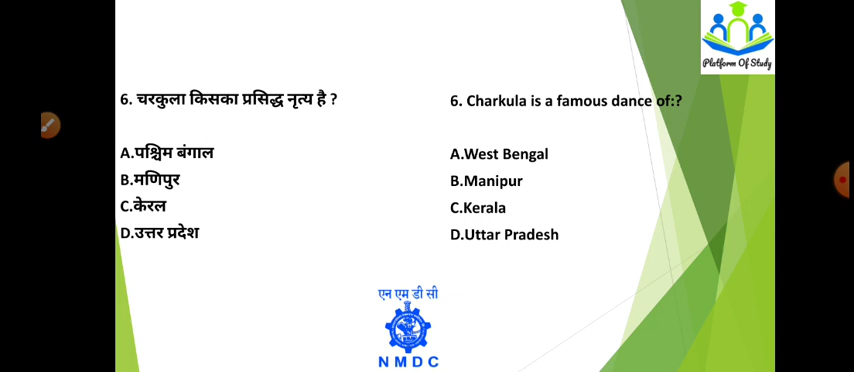 Platform Of Study
6. चरकुला किसका प्रसिद्ध नृत्य है ?
A.पश्चिम बंगाल
B.मणिपुर
C.केरल
D.उत्तर प्रदेश
6. Charkula is a famous dance of:?
A.West Bengal
B.Manipur
C.Kerala
D.Uttar Pradesh
एन एम डी सी
NMDC